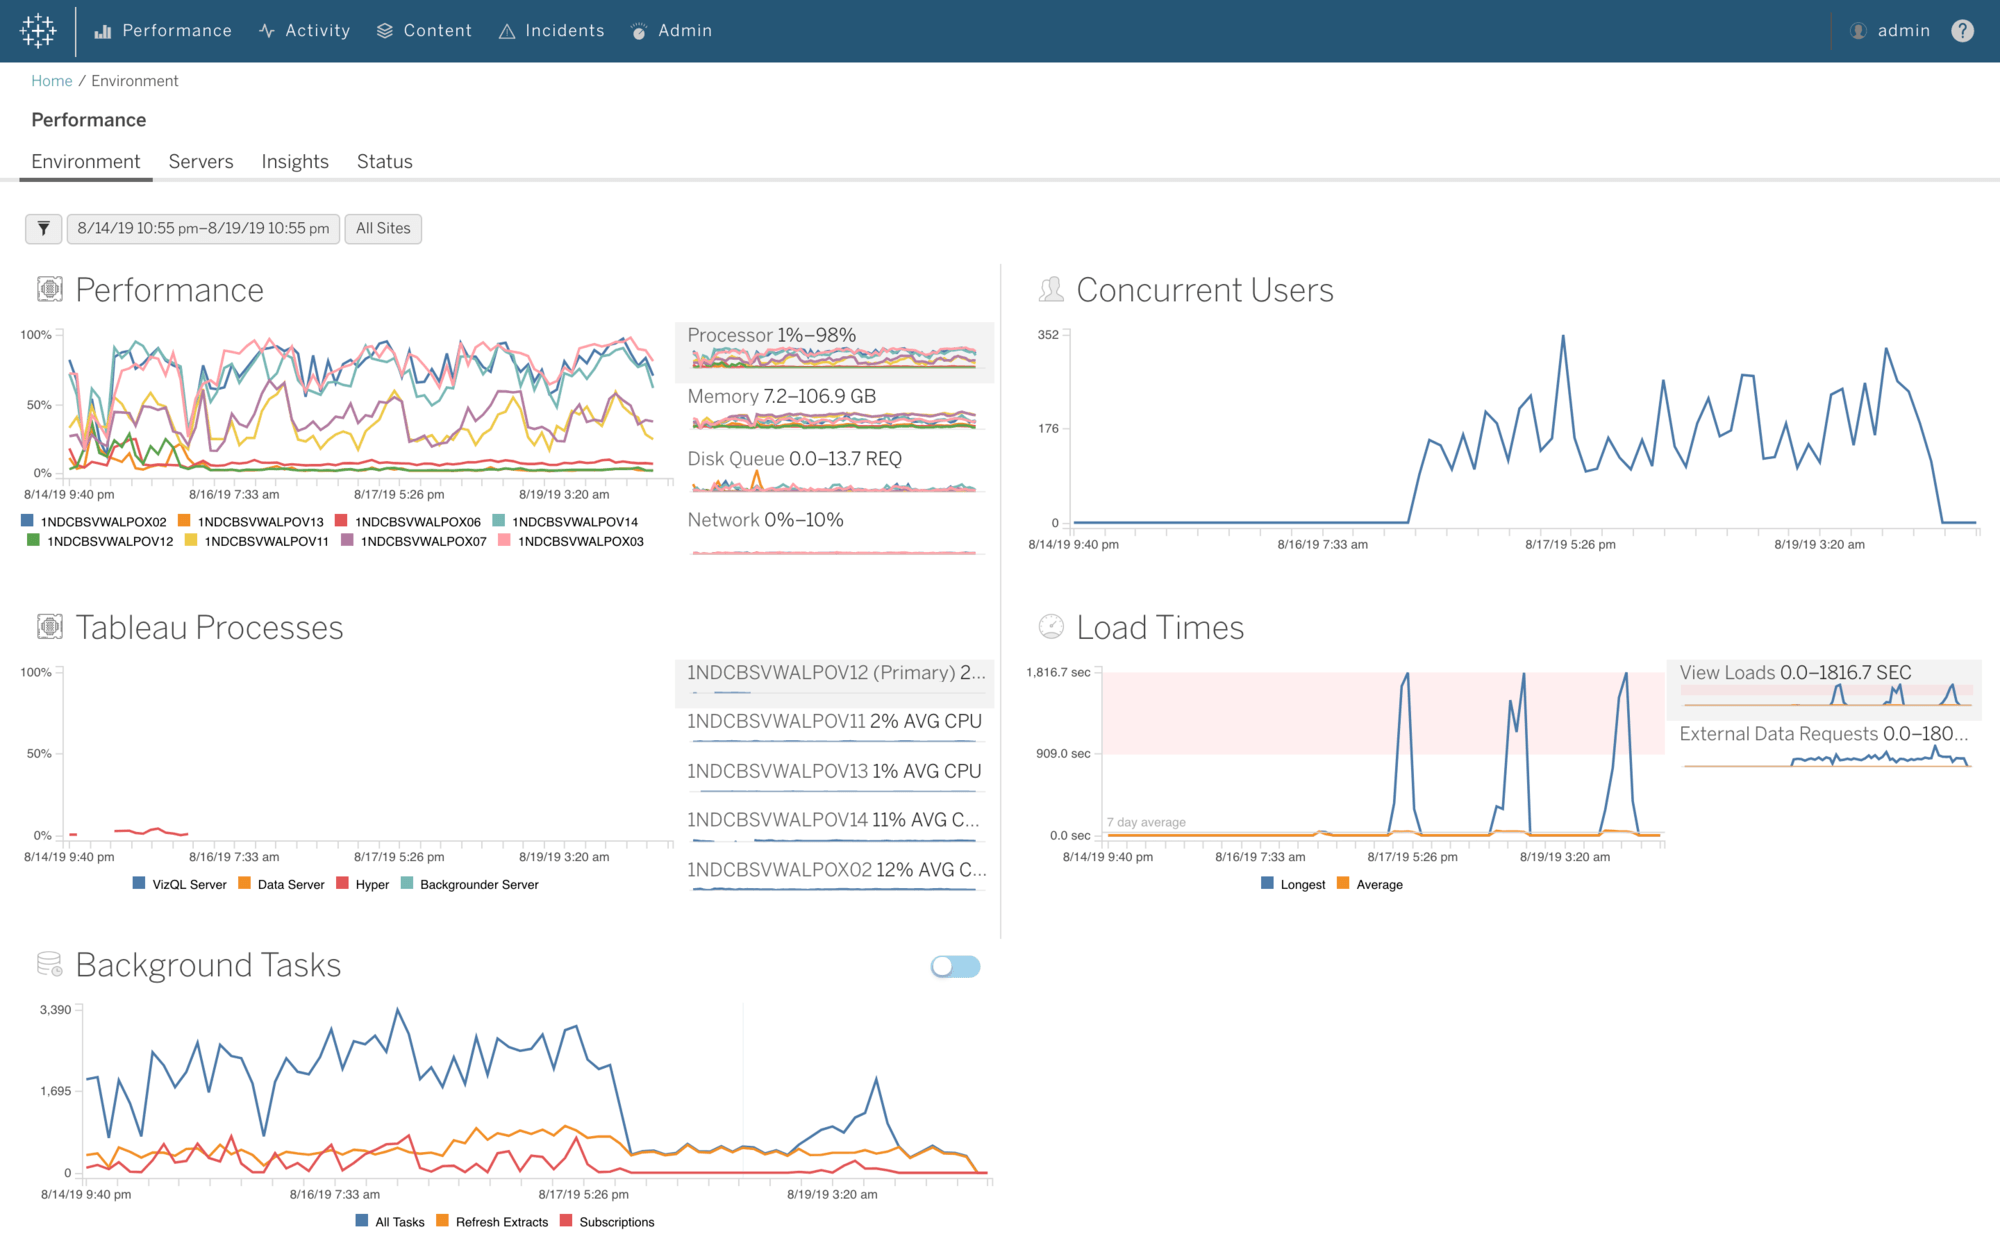 Performance Activity Content Incidents Admin admin ?
Home / Environment
Performance
Environment Servers Insights Status
8/14/19 10:55 pm–8/19/19 10:55 pm All Sites
Performance
100%
50%
0%
8/14/19 9:40 pm 8/16/19 7:33 am 8/17/19 5:26 pm 8/19/19 3:20 am
1NDCBSVWALPOX02 1NDCBSVWALPOV13 1NDCBSVWALPOX06 1NDCBSVWALPOV14
1NDCBSVWALPOV12 1NDCBSVWALPOV11 1NDCBSVWALPOX07 1NDCBSVWALPOX03
Processor 1%–98%
Memory 7.2–106.9 GB
Disk Queue 0.0–13.7 REQ
Network 0%–10%
Concurrent Users
352
176
0
8/14/19 9:40 pm 8/16/19 7:33 am 8/17/19 5:26 pm 8/19/19 3:20 am
Tableau Processes
100%
50%
0%
8/14/19 9:40 pm 8/16/19 7:33 am 8/17/19 5:26 pm 8/19/19 3:20 am
VizQL Server Data Server Hyper Backgrounder Server
1NDCBSVWALPOV12 (Primary) 2...
1NDCBSVWALPOV11 2% AVG CPU
1NDCBSVWALPOV13 1% AVG CPU
1NDCBSVWALPOV14 11% AVG C...
1NDCBSVWALPOX02 12% AVG C...
Load Times
1,816.7 sec
909.0 sec
7 day average
0.0 sec
8/14/19 9:40 pm 8/16/19 7:33 am 8/17/19 5:26 pm 8/19/19 3:20 am
Longest Average
View Loads 0.0–1816.7 SEC
External Data Requests 0.0–180...
Background Tasks
3,390
1,695
0
8/14/19 9:40 pm 8/16/19 7:33 am 8/17/19 5:26 pm 8/19/19 3:20 am
All Tasks Refresh Extracts Subscriptions